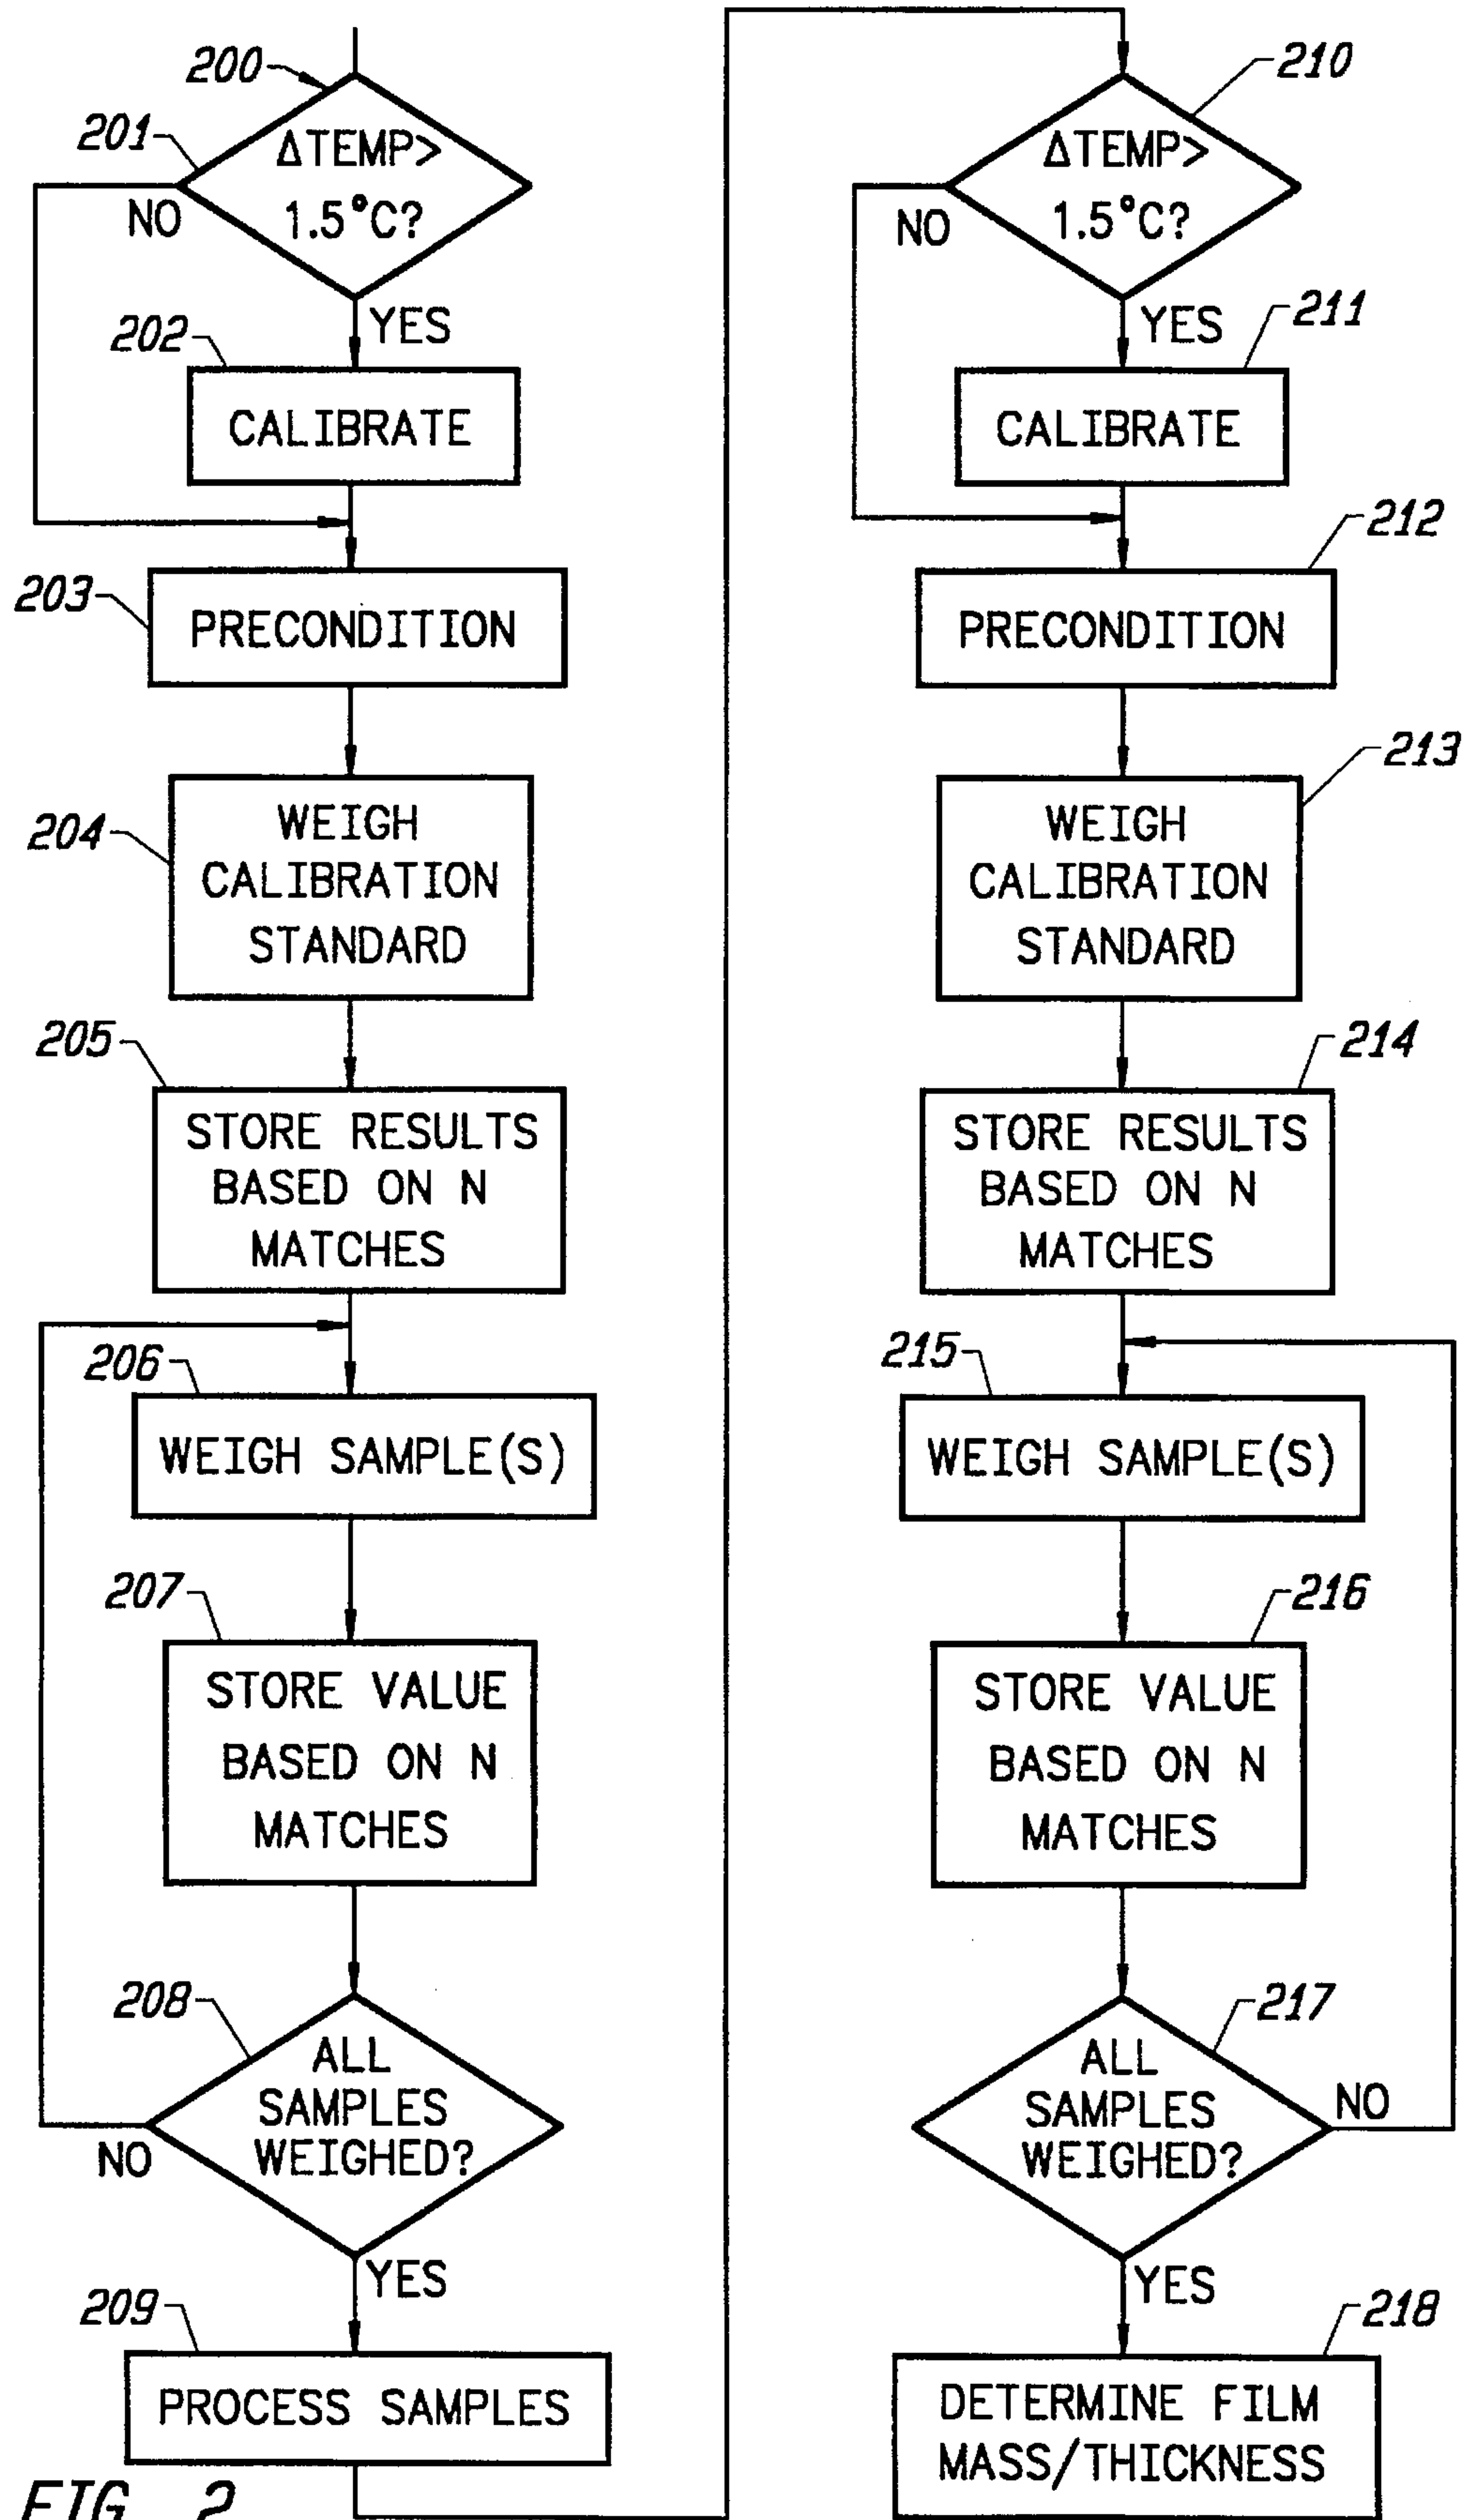 200
201
ΔTEMP>
1.5°C?
NO
YES
202
CALIBRATE
203
PRECONDITION
204
WEIGH
CALIBRATION
STANDARD
205
STORE RESULTS
BASED ON N
MATCHES
206
WEIGH SAMPLE(S)
207
STORE VALUE
BASED ON N
MATCHES
208
ALL
SAMPLES
WEIGHED?
NO
YES
209
PROCESS SAMPLES
210
ΔTEMP>
1.5°C?
NO
YES
211
CALIBRATE
212
PRECONDITION
213
WEIGH
CALIBRATION
STANDARD
214
STORE RESULTS
BASED ON N
MATCHES
215
WEIGH SAMPLE(S)
216
STORE VALUE
BASED ON N
MATCHES
217
ALL
SAMPLES
WEIGHED?
NO
YES
218
DETERMINE FILM
MASS/THICKNESS
FIG. 2